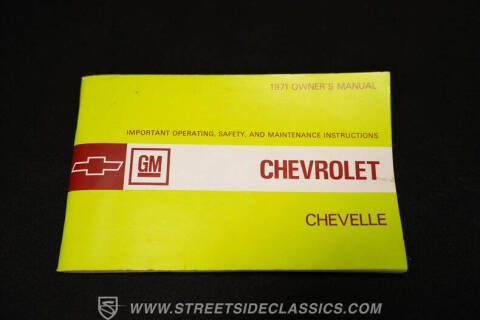 1971 OWNER'S MANUAL
IMPORTANT OPERATING, SAFETY, AND MAINTENANCE INSTRUCTIONS
GM
CHEVROLET
CHEVELLE
WWW.STREETSIDECLASSICS.COM